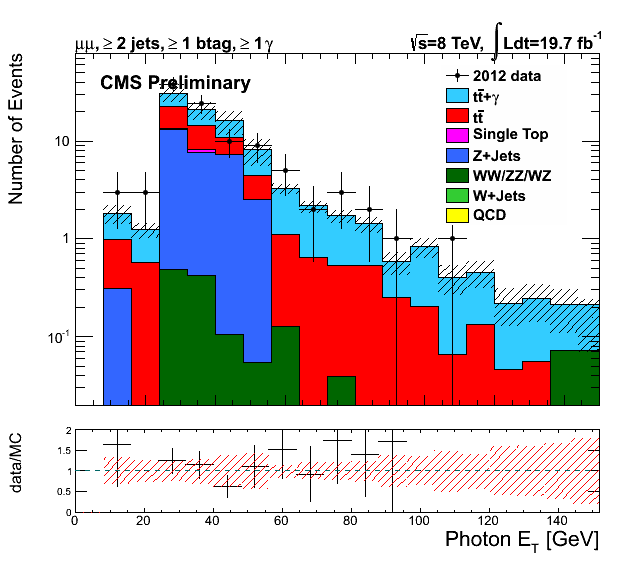 μμ, ≥ 2 jets, ≥ 1 btag, ≥ 1 γ
√s=8 TeV, ∫ Ldt=19.7 fb⁻¹
CMS Preliminary
2012 data
tt̄+γ
tt̄
Single Top
Z+Jets
WW/ZZ/WZ
W+Jets
QCD
Number of Events
10
1
10⁻¹
data/MC
2
1.5
1
0.5
0
0 20 40 60 80 100 120 140
Photon E_T [GeV]